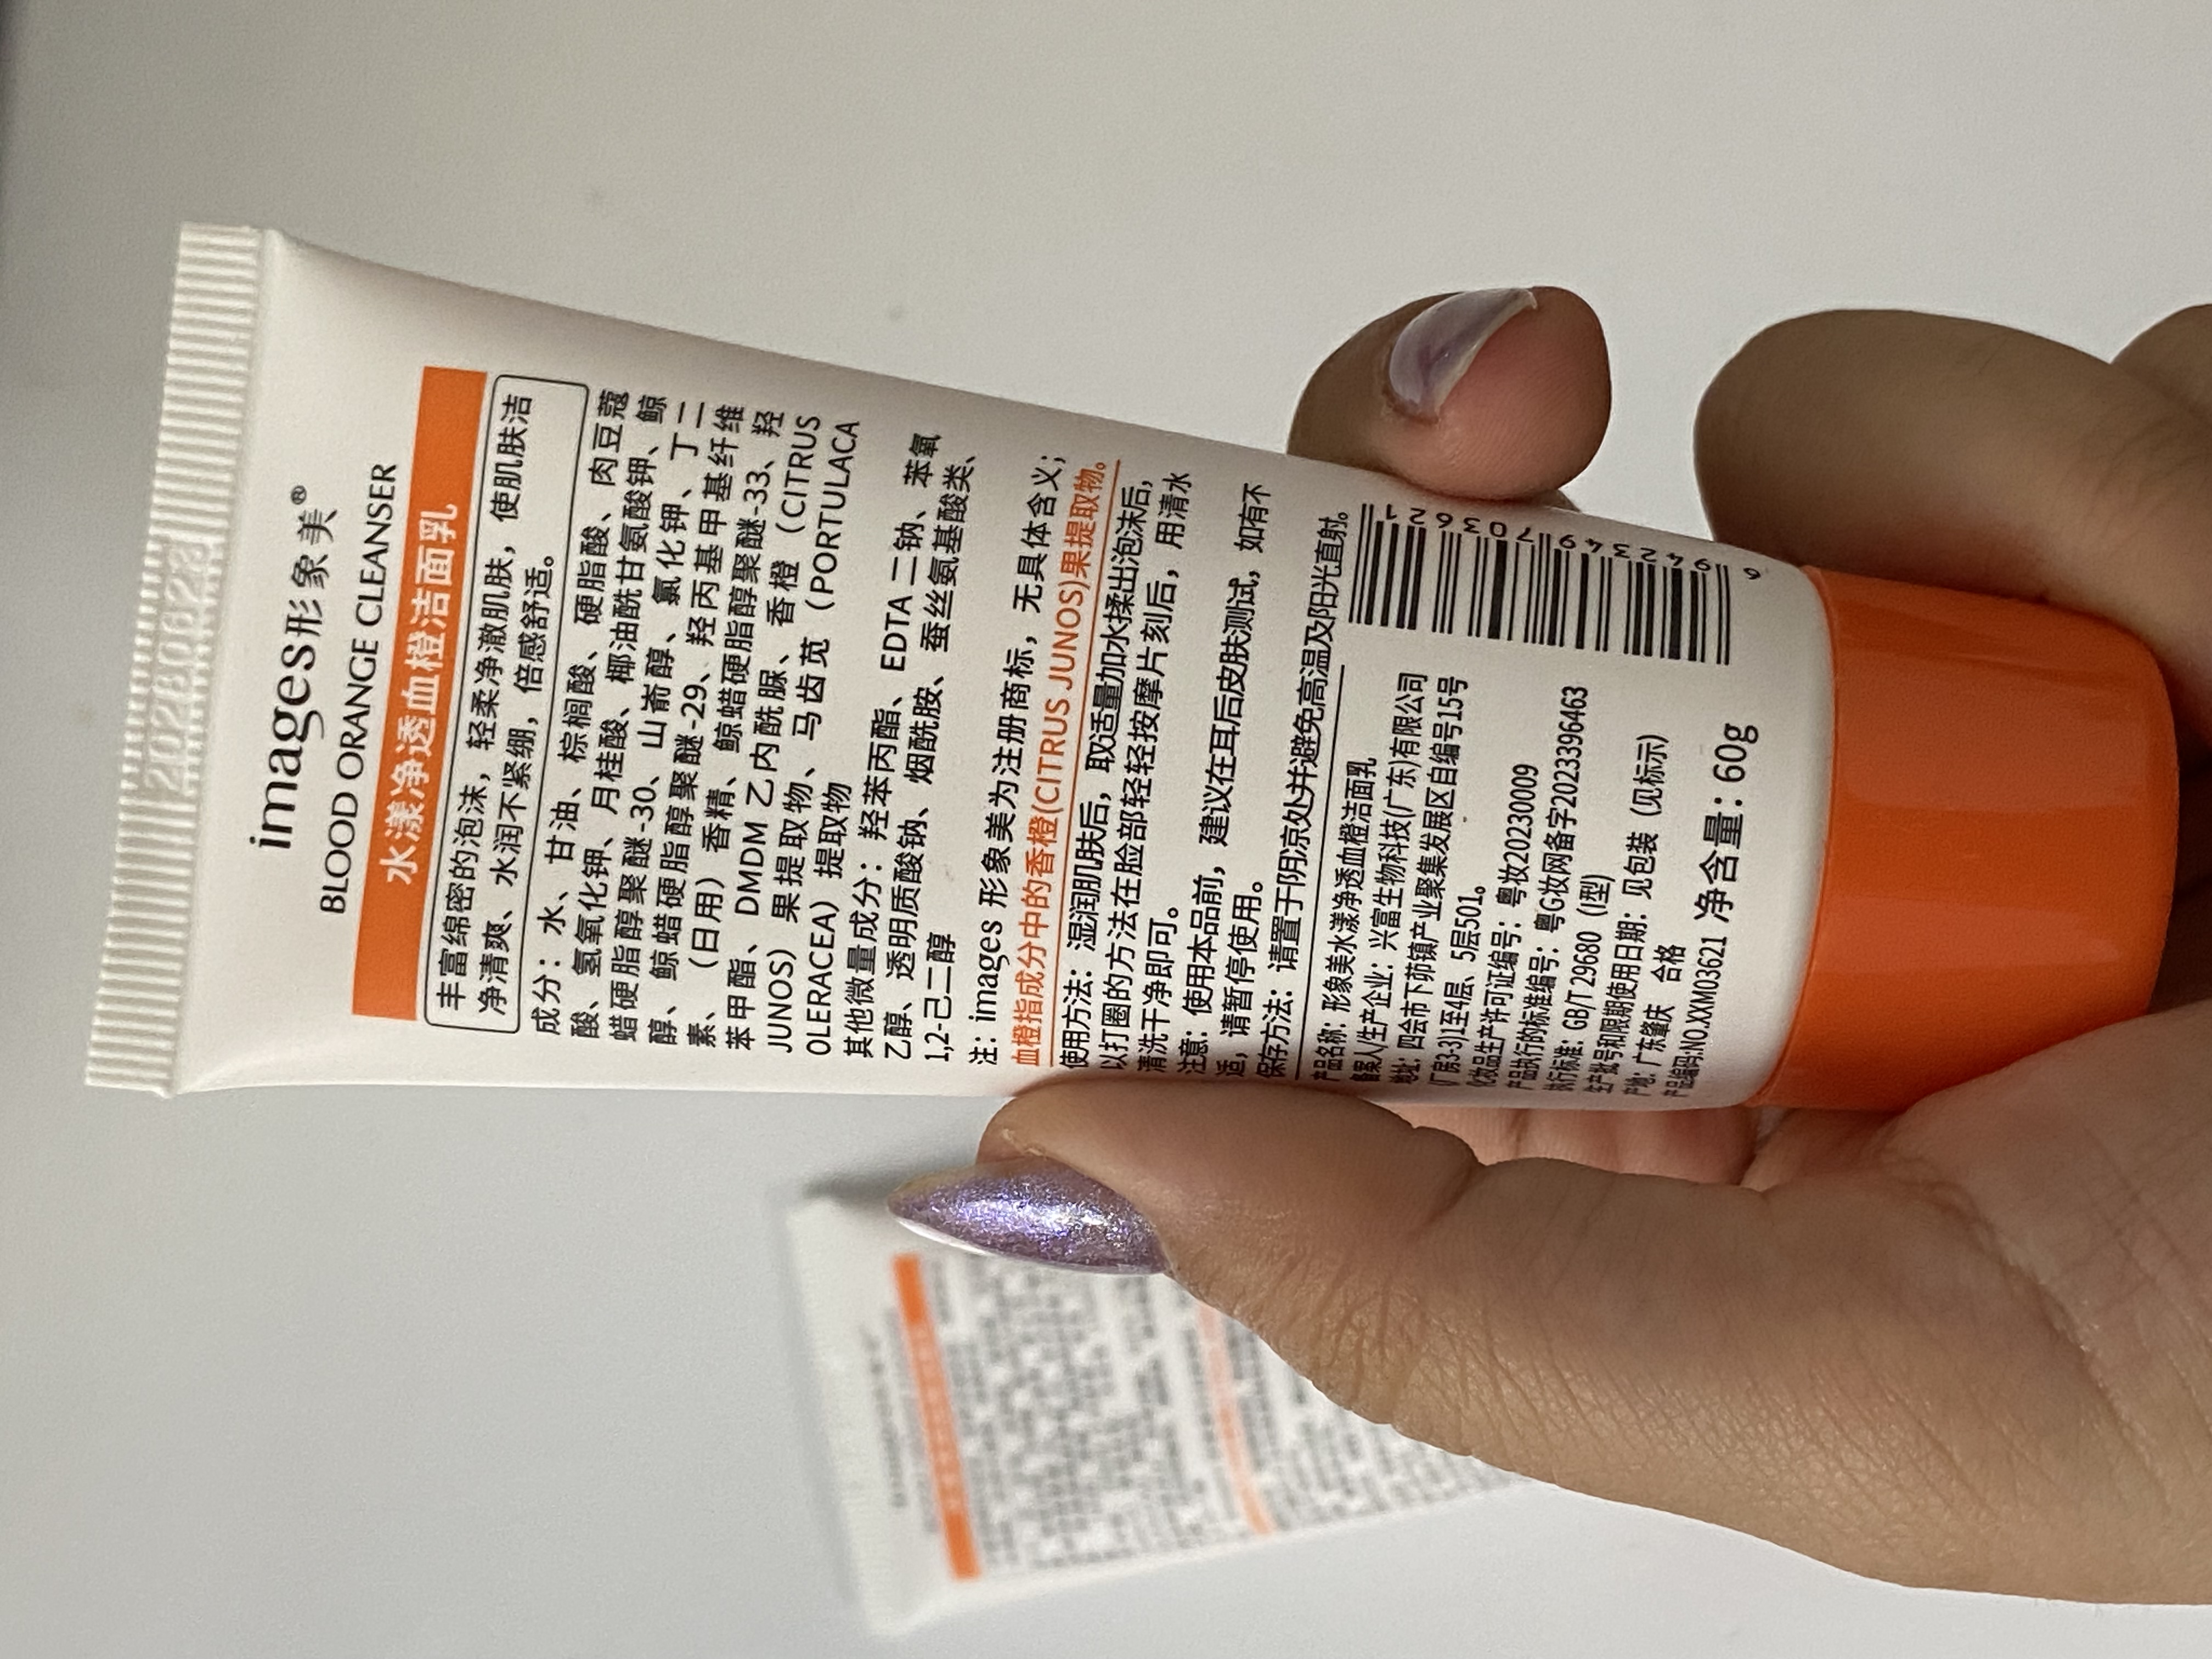 images形象美®
BLOOD ORANGE CLEANSER
水漾净透血橙洁面乳
丰富绵密的泡沫，轻柔净澈肌肤，使肌肤洁
净清爽、水润不紧绷，倍感舒适。
成分：水、甘油、棕榈酸、硬脂酸、肉豆蔻
酸、氢氧化钾、月桂酸、椰油酰甘氨酸钾、鲸
蜡硬脂醇聚醚-30、山嵛醇、氯化钾、丁二
醇、鲸蜡硬脂醇聚醚-29、羟丙基甲基纤维
素、（日用）香精、鲸蜡硬脂醇聚醚-33、羟
苯甲酯、DMDM 乙内酰脲、香橙（CITRUS
JUNOS）果提取物、马齿苋（PORTULACA
OLERACEA）提取物
其他微量成分：羟苯丙酯、EDTA 二钠、苯氧
乙醇、透明质酸钠、烟酰胺、蚕丝氨基酸类、
1,2-己二醇
注：images 形象美为注册商标，无具体含义；
血橙指成分中的香橙(CITRUS JUNOS)果提取物。
使用方法：湿润肌肤后，取适量加水揉出泡沫后，
以打圈的方法在脸部轻轻按摩片刻后，用清水
清洗干净即可。
注意：使用本品前，建议在耳后皮肤测试，如有不
适，请暂停使用。
保存方法：请置于阴凉处并避免高温及阳光直射。
产品名称：形象美水漾净透血橙洁面乳
备案人/生产企业：兴富生物科技(广东)有限公司
地址：四会市下茆镇产业聚集发展区自编号15号
(厂房3-3)1至4层、5层501。
化妆品生产许可证编号：粤妆20230009
产品执行的标准编号：粤G妆网备字2023396463
执行标准：GB/T 29680（I型）
生产批号和限期使用日期：见包装（见标示）
产地：广东肇庆 合格
产品编码:NO.XXM03621 净含量：60g
6 942349 703621